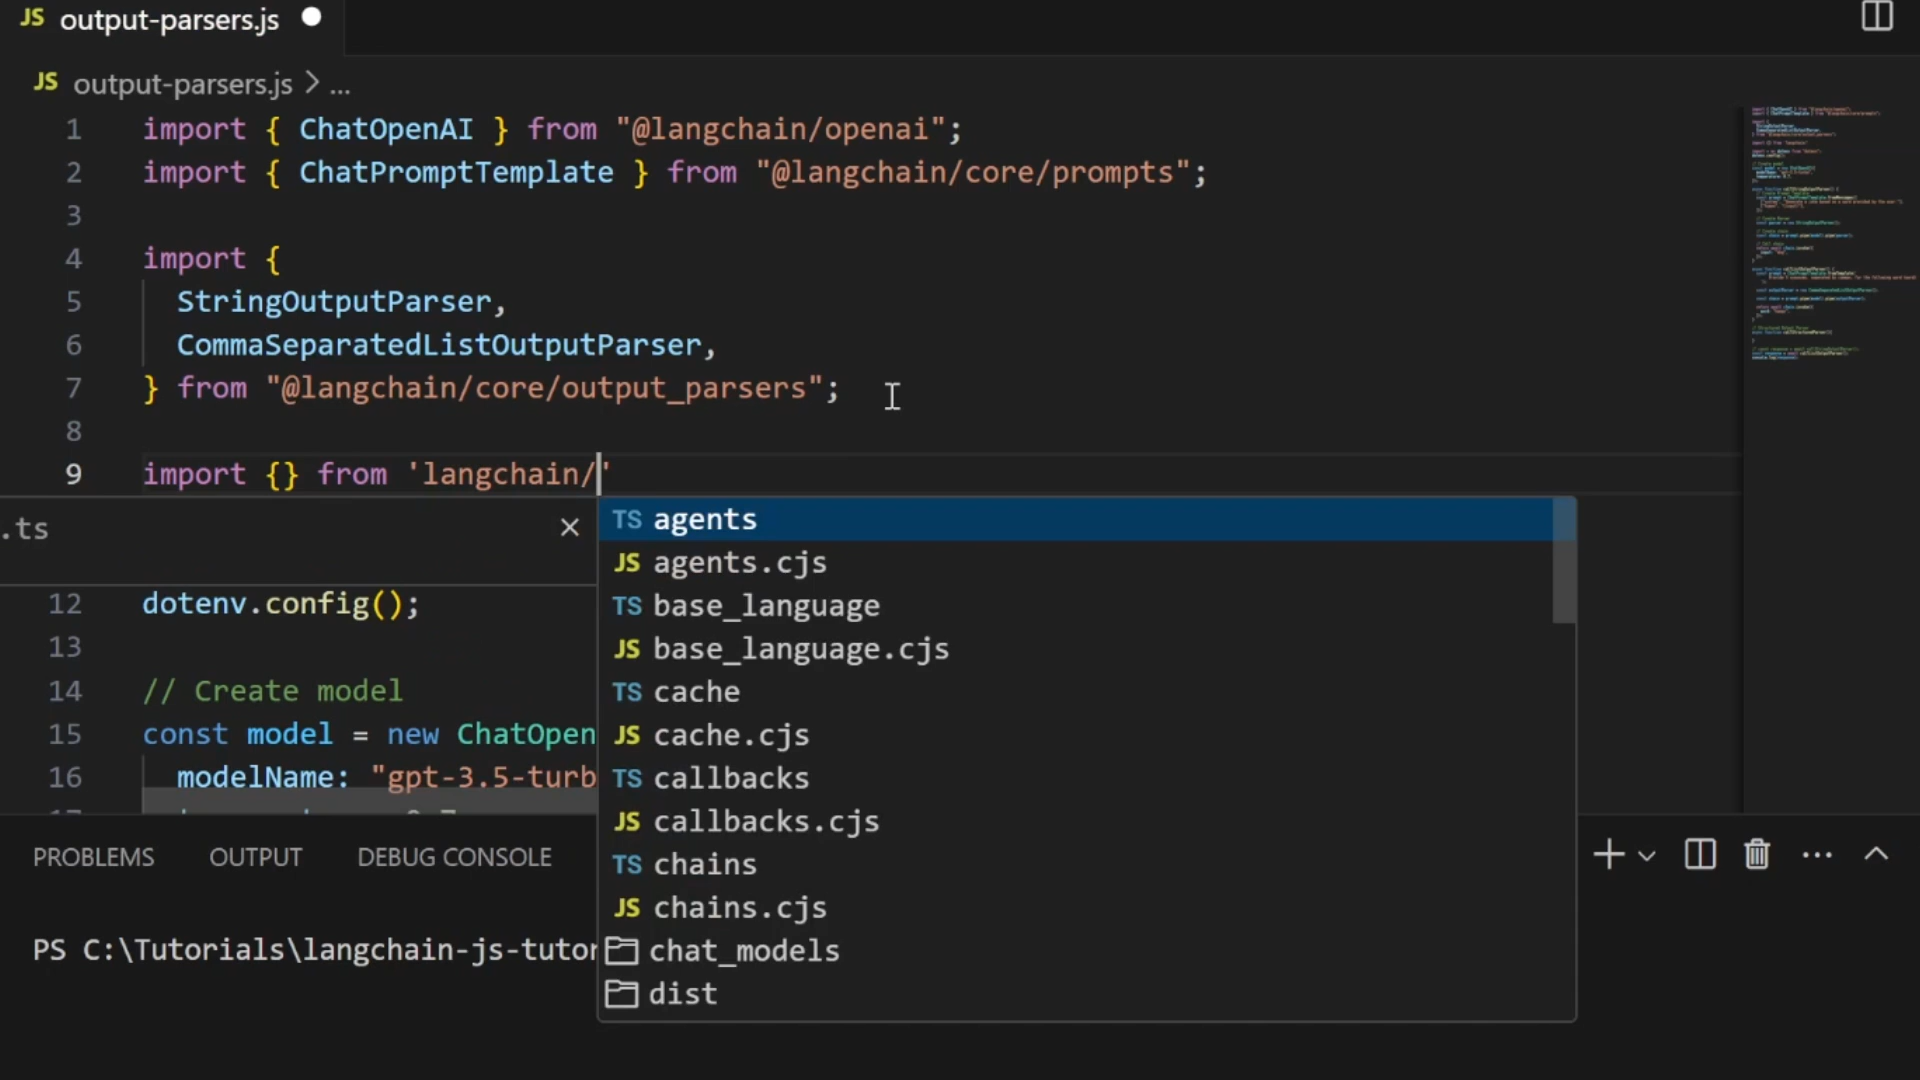 JS output-parsers.js
JS output-parsers.js > ...
1 import { ChatOpenAI } from "@langchain/openai";
2 import { ChatPromptTemplate } from "@langchain/core/prompts";
3
4 import {
5 StringOutputParser,
6 CommaSeparatedListOutputParser,
7 } from "@langchain/core/output_parsers";
8
9 import {} from 'langchain/'
.ts
TS agents
JS agents.cjs
TS base_language
JS base_language.cjs
TS cache
JS cache.cjs
TS callbacks
JS callbacks.cjs
TS chains
JS chains.cjs
chat_models
dist
12 dotenv.config();
13
14 // Create model
15 const model = new ChatOpen
16 modelName: "gpt-3.5-turb
PROBLEMS OUTPUT DEBUG CONSOLE
PS C:\Tutorials\langchain-js-tutor